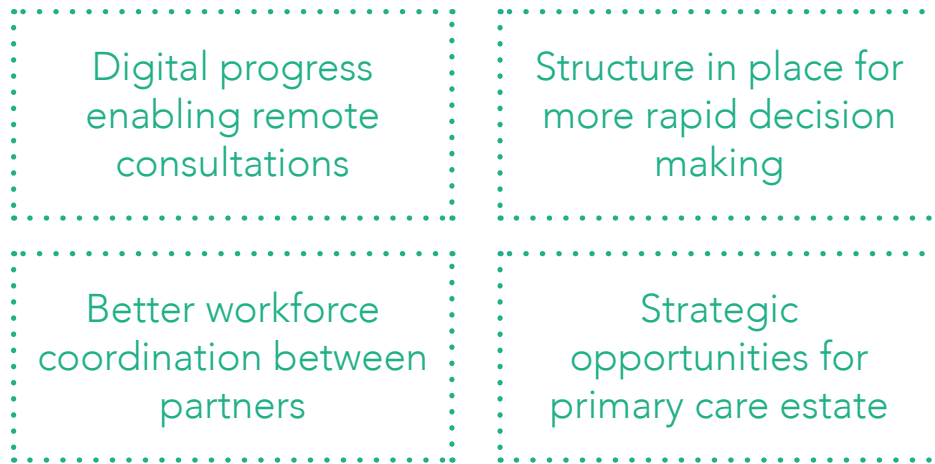 Digital progress
enabling remote
consultations
Structure in place for
more rapid decision
making
Better workforce
coordination between
partners
Strategic
opportunities for
primary care estate